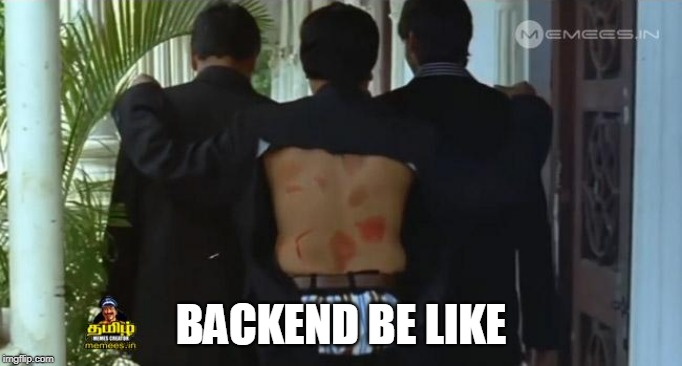 MEMEES.IN
BACKEND BE LIKE
தமிழ்
MEMES CREATOR
memees.in
imgflip.com